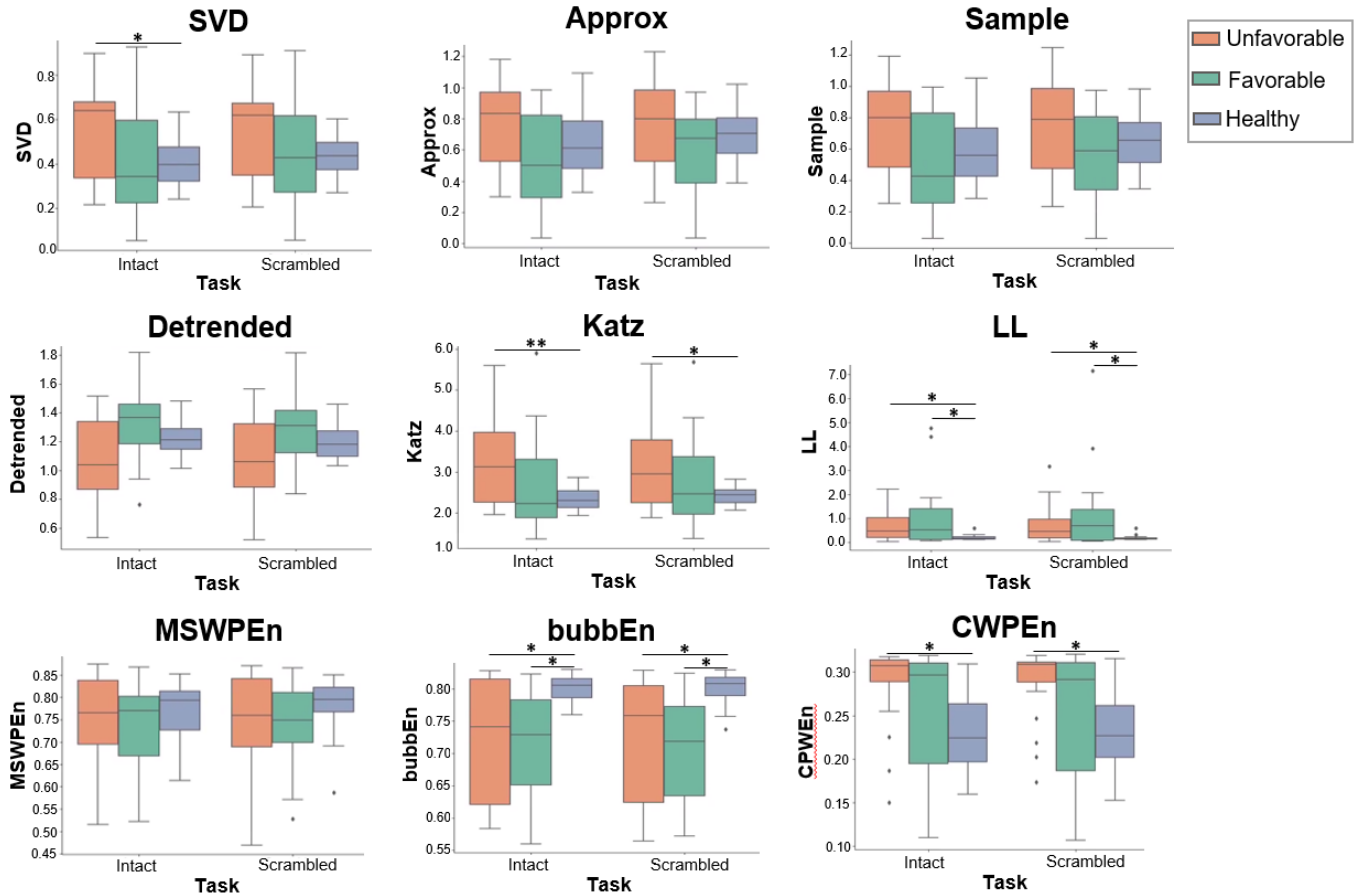 SVD
Approx
Sample
Unfavorable
Favorable
Healthy
*
SVD
0.8
0.6
0.4
0.2
0.0
Intact
Scrambled
Task
Approx
1.2
1.0
0.8
0.6
0.4
0.2
0.0
Intact
Scrambled
Task
Sample
1.2
1.0
0.8
0.6
0.4
0.2
0.0
Intact
Scrambled
Task
Detrended
Katz
LL
Detrended
1.8
1.6
1.4
1.2
1.0
0.8
0.6
Intact
Scrambled
Task
**
*
Katz
6.0
5.0
4.0
3.0
2.0
1.0
Intact
Scrambled
Task
*
*
*
*
LL
7.0
6.0
5.0
4.0
3.0
2.0
1.0
0.0
Intact
Scrambled
Task
MSWPEn
bubbEn
CWPEn
MSWPEn
0.85
0.80
0.75
0.70
0.65
0.60
0.55
0.50
0.45
Intact
Scrambled
Task
*
*
*
*
bubbEn
0.80
0.75
0.70
0.65
0.60
0.55
Intact
Scrambled
Task
*
*
CPWEn
0.30
0.25
0.20
0.15
0.10
Intact
Scrambled
Task